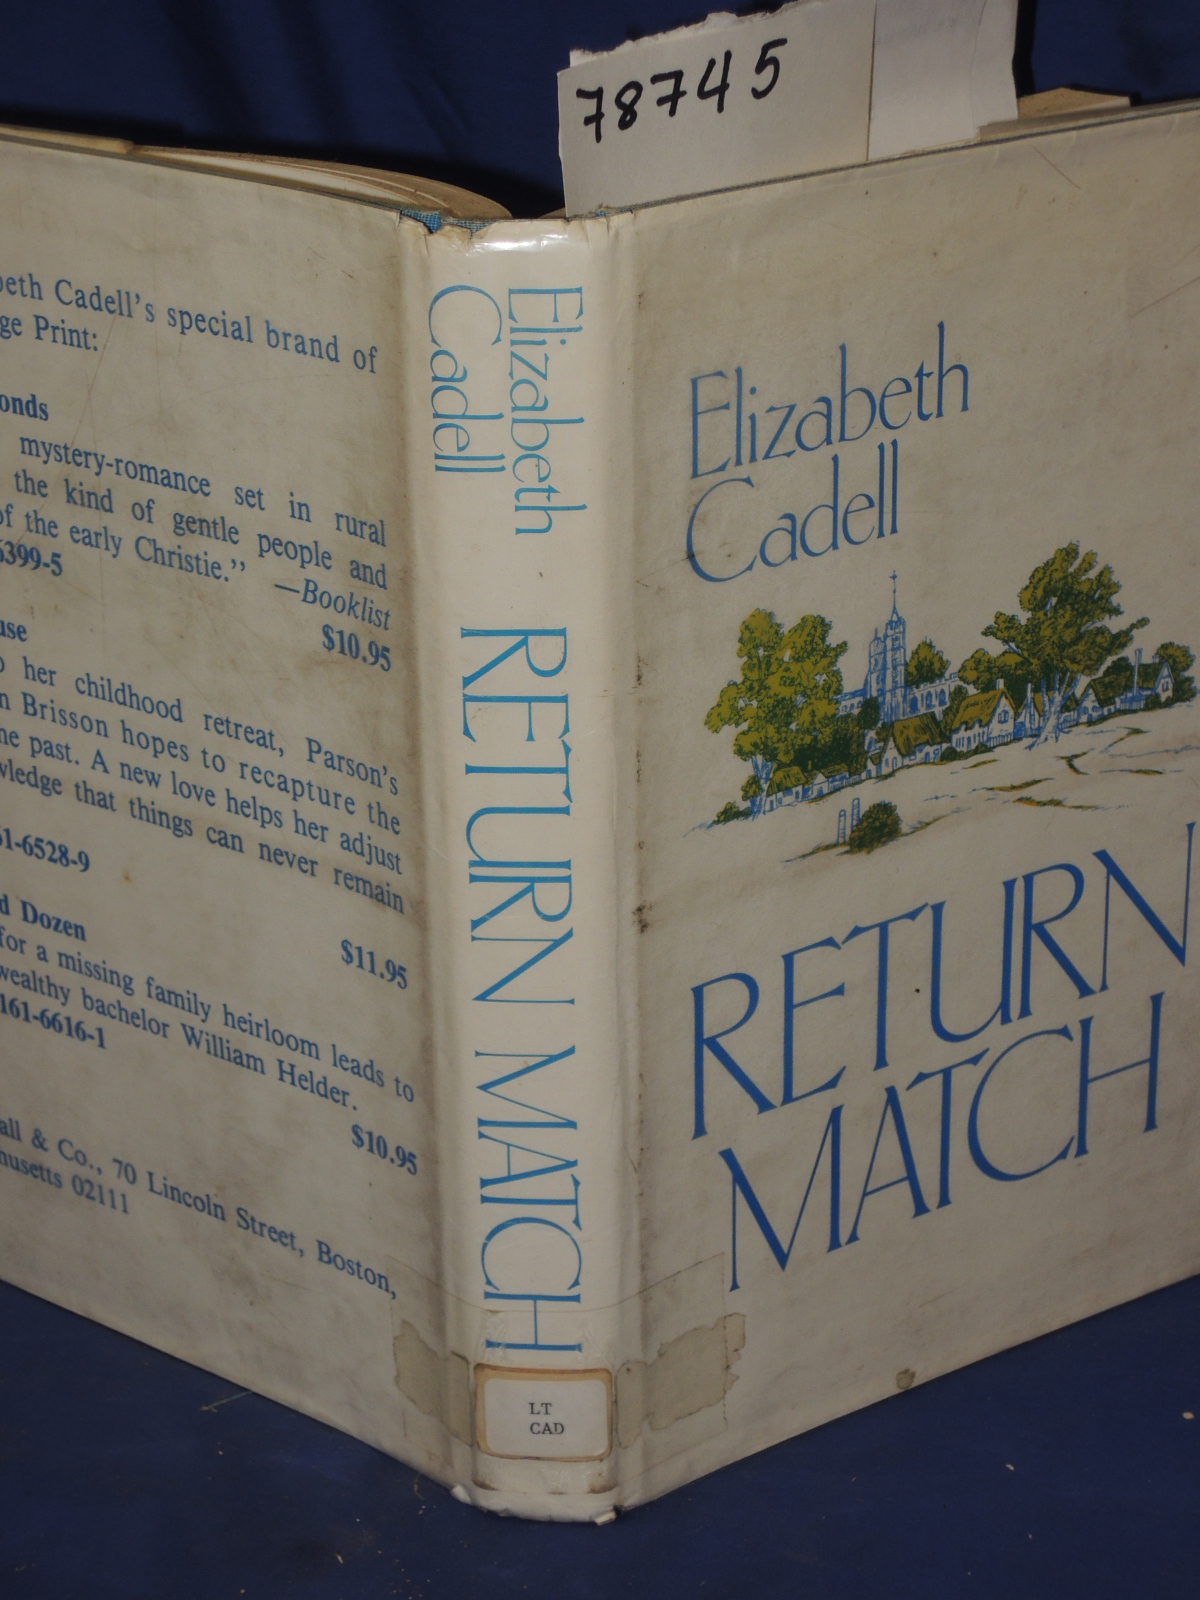 78745
beth Cadell's special brand of
ge Print:
onds
mystery-romance set in rural
the kind of gentle people and
of the early Christie."
—Booklist
6399-5
$10.95
use
her childhood retreat, Parson's
n Brisson hopes to recapture the
he past. A new love helps her adjust
wledge that things can never remain
61-6528-9
$11.95
d Dozen
for a missing family heirloom leads to
wealthy bachelor William Helder.
161-6616-1
$10.95
all & Co., 70 Lincoln Street, Boston,
husetts 02111
Elizabeth
Cadell
RETURN MATCH
LT
CAD
Elizabeth
Cadell
RETURN
MATCH